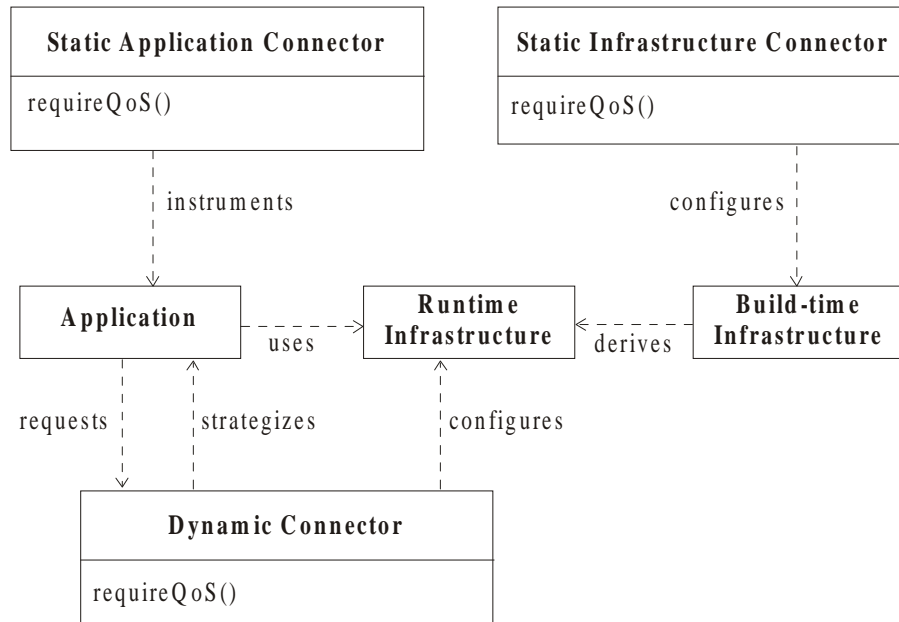 Static Application Connector
requireQoS()
Static Infrastructure Connector
requireQoS()
instruments
configures
Application
Runtime
Infrastructure
Build-time
Infrastructure
uses
derives
requests
strategizes
configures
Dynamic Connector
requireQoS()